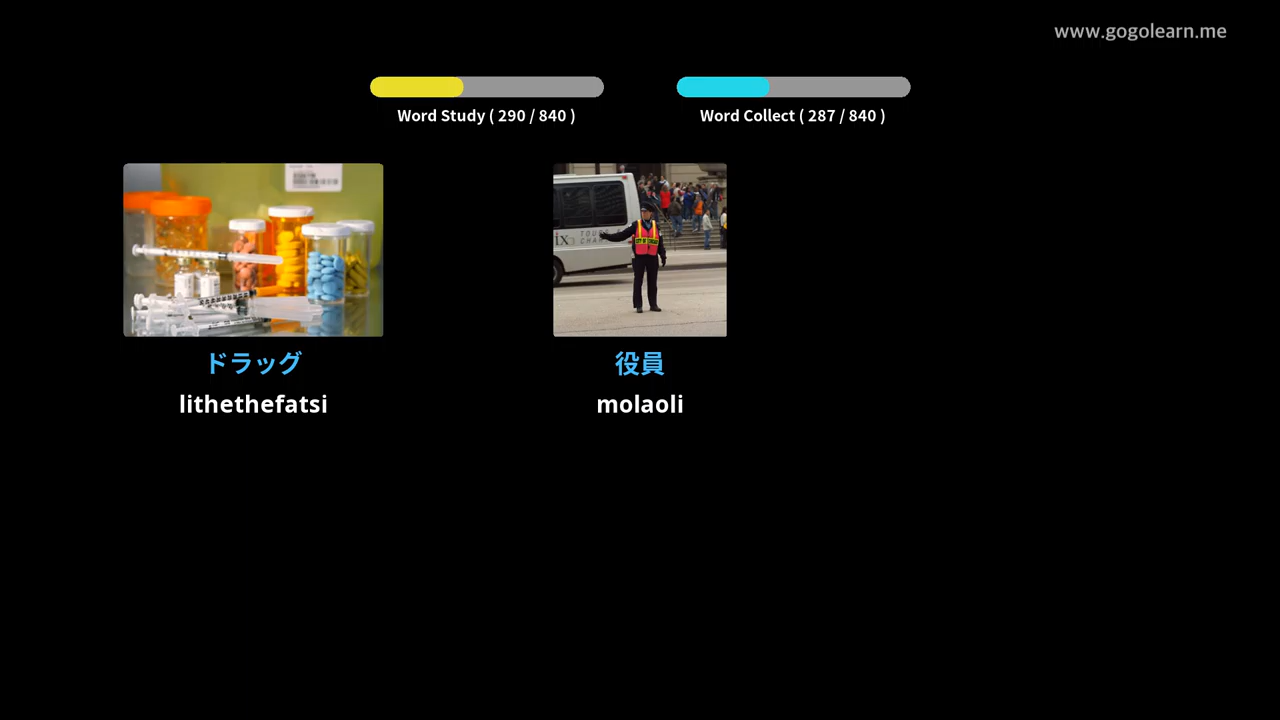 www.gogolearn.me
Word Study ( 290 / 840 )
Word Collect ( 287 / 840 )
ドラッグ
役員
lithethefatsi
molaoli